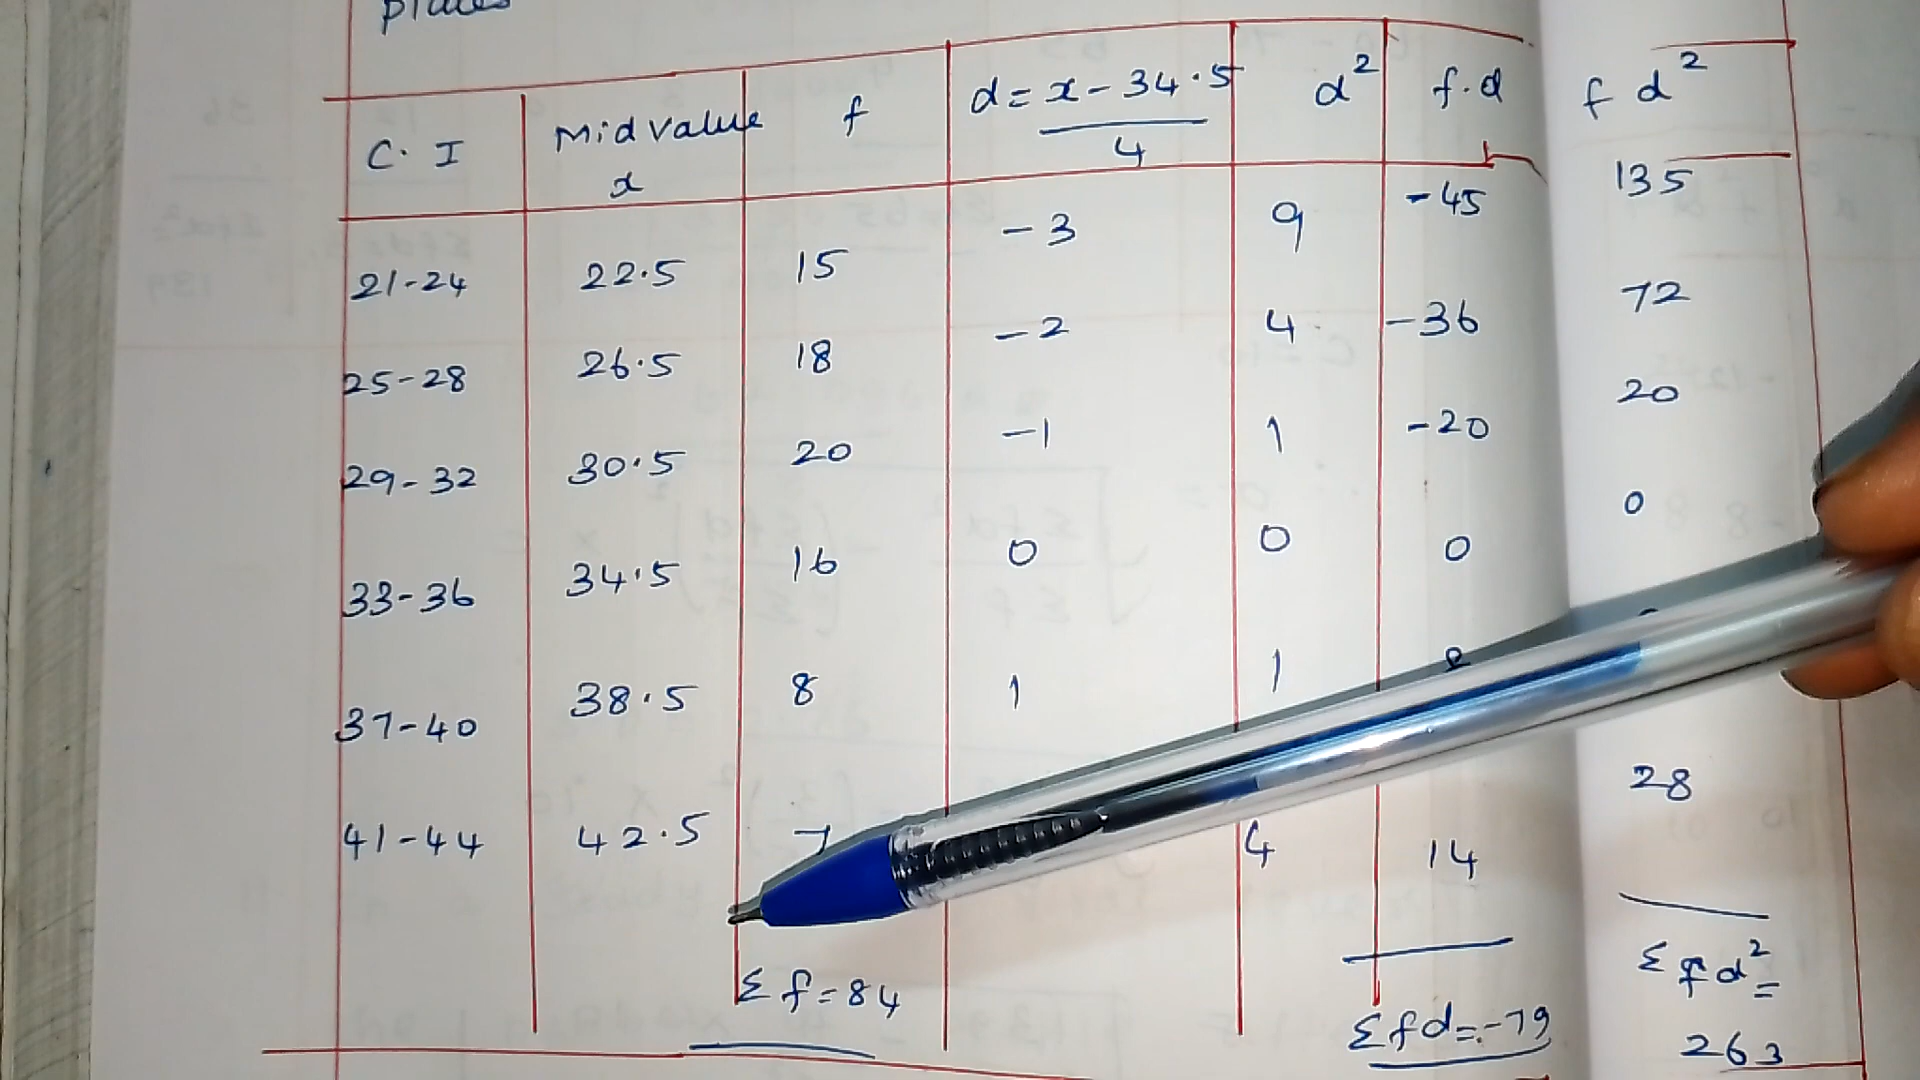 C. I | Mid value x | f | d = x - 34.5 / 4 | d² | f.d | f d²
21-24 | 22.5 | 15 | -3 | 9 | -45 | 135
25-28 | 26.5 | 18 | -2 | 4 | -36 | 72
29-32 | 30.5 | 20 | -1 | 1 | -20 | 20
33-36 | 34.5 | 16 | 0 | 0 | 0 | 0
37-40 | 38.5 | 8 | 1 | 1
41-44 | 42.5 | 7 | 4 | 14 | 28
Σ f = 84 | Σfd = -79 | Σ f d² = 263